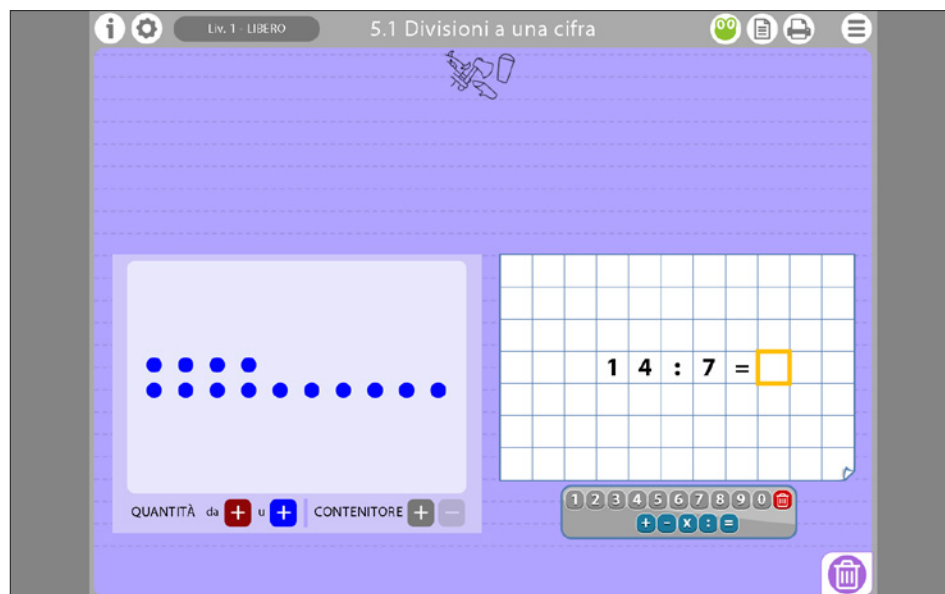 Liv. 1 - LIBERO
5.1 Divisioni a una cifra
14:7=
QUANTITÀ da + u + CONTENITORE + -
1 2 3 4 5 6 7 8 9 0
+ - x : =